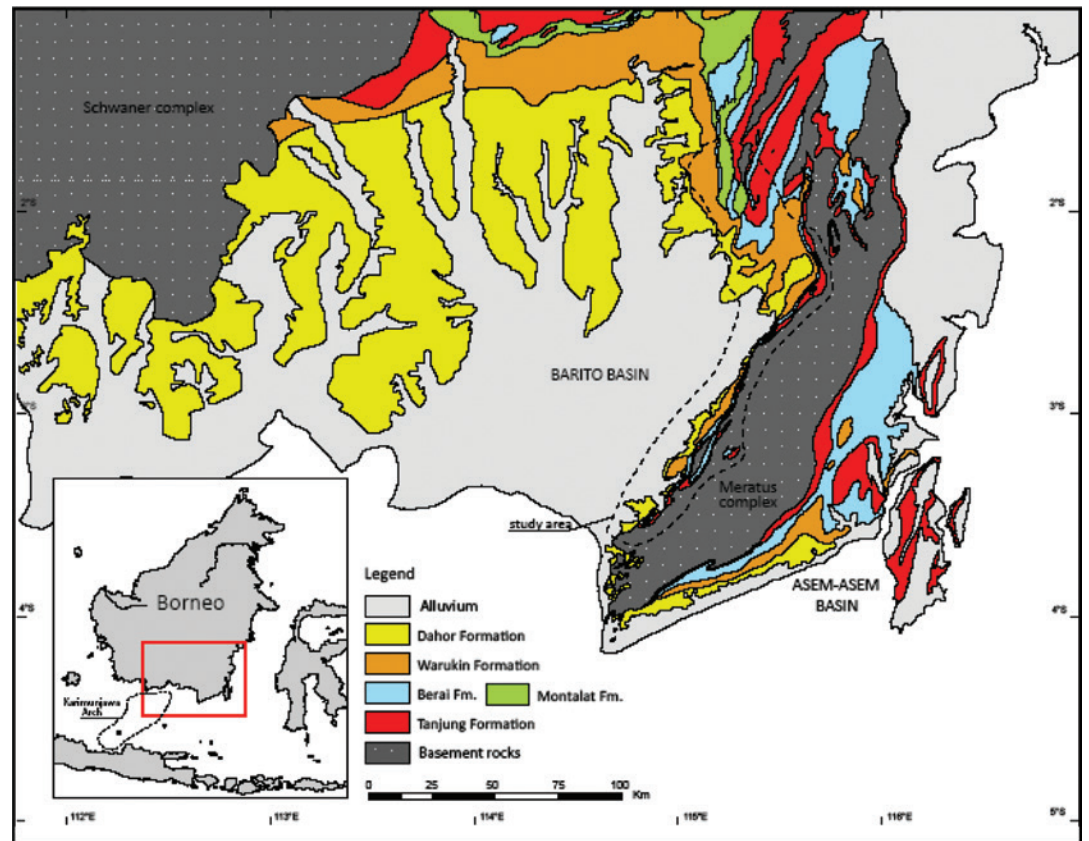 Schwaner complex
2°S
2°S
BARITO BASIN
3°S
Meratus complex
study area
ASEM-ASEM
BASIN
Legend
Alluvium
Dahor Formation
Warukin Formation
Berai Fm.
Montalat Fm.
Tanjung Formation
Basement rocks
0 25 50 75 100
Km
Borneo
Karimunjawa
Arch
4°S
4°S
5°S
112°E
113°E
114°E
115°E
116°E